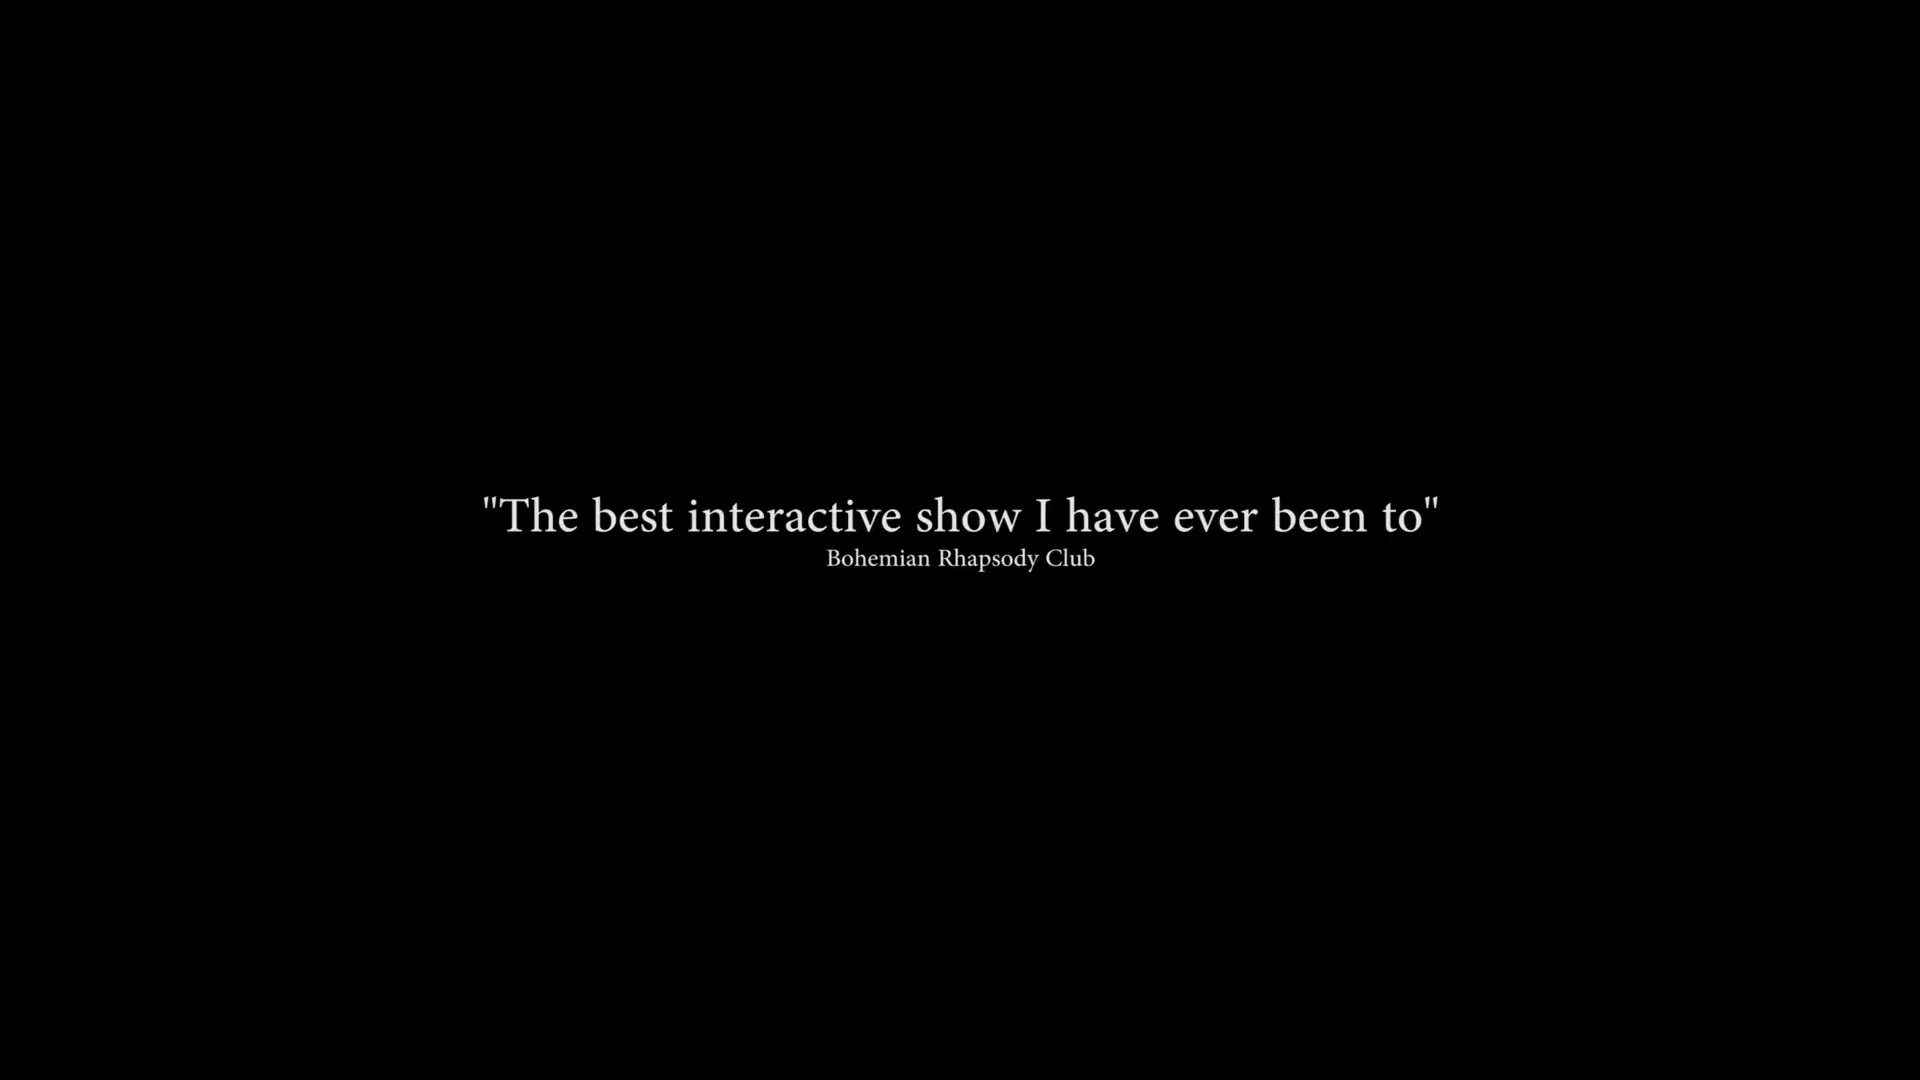 "The best interactive show I have ever been to"
Bohemian Rhapsody Club